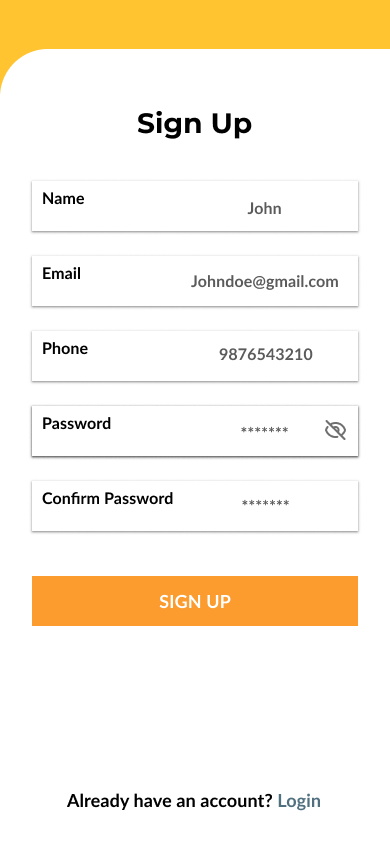 Sign Up
Name
John
Email
Johndoe@gmail.com
Phone
9876543210
Password
*******
Confirm Password
*******
SIGN UP
Already have an account? Login